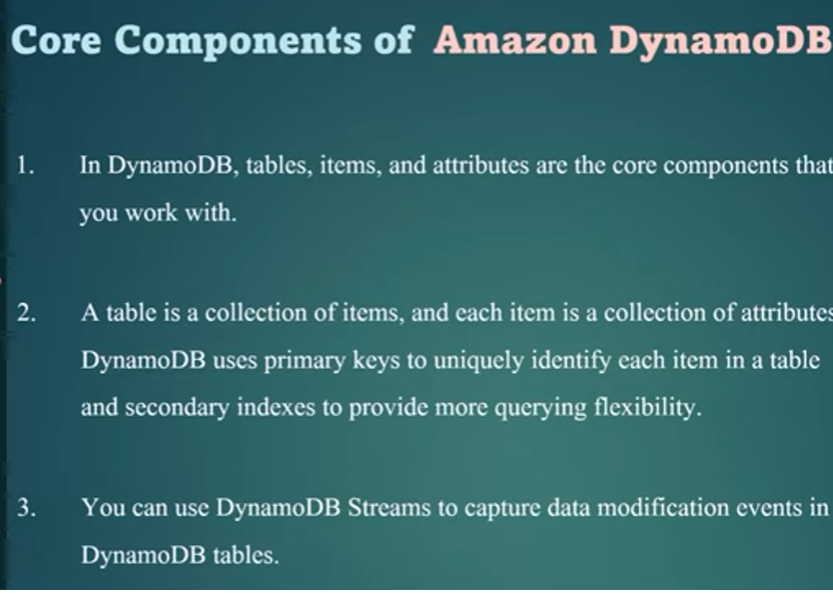 Core Components of Amazon DynamoDB
1. In DynamoDB, tables, items, and attributes are the core components that
you work with.
2. A table is a collection of items, and each item is a collection of attributes
DynamoDB uses primary keys to uniquely identify each item in a table
and secondary indexes to provide more querying flexibility.
3. You can use DynamoDB Streams to capture data modification events in
DynamoDB tables.